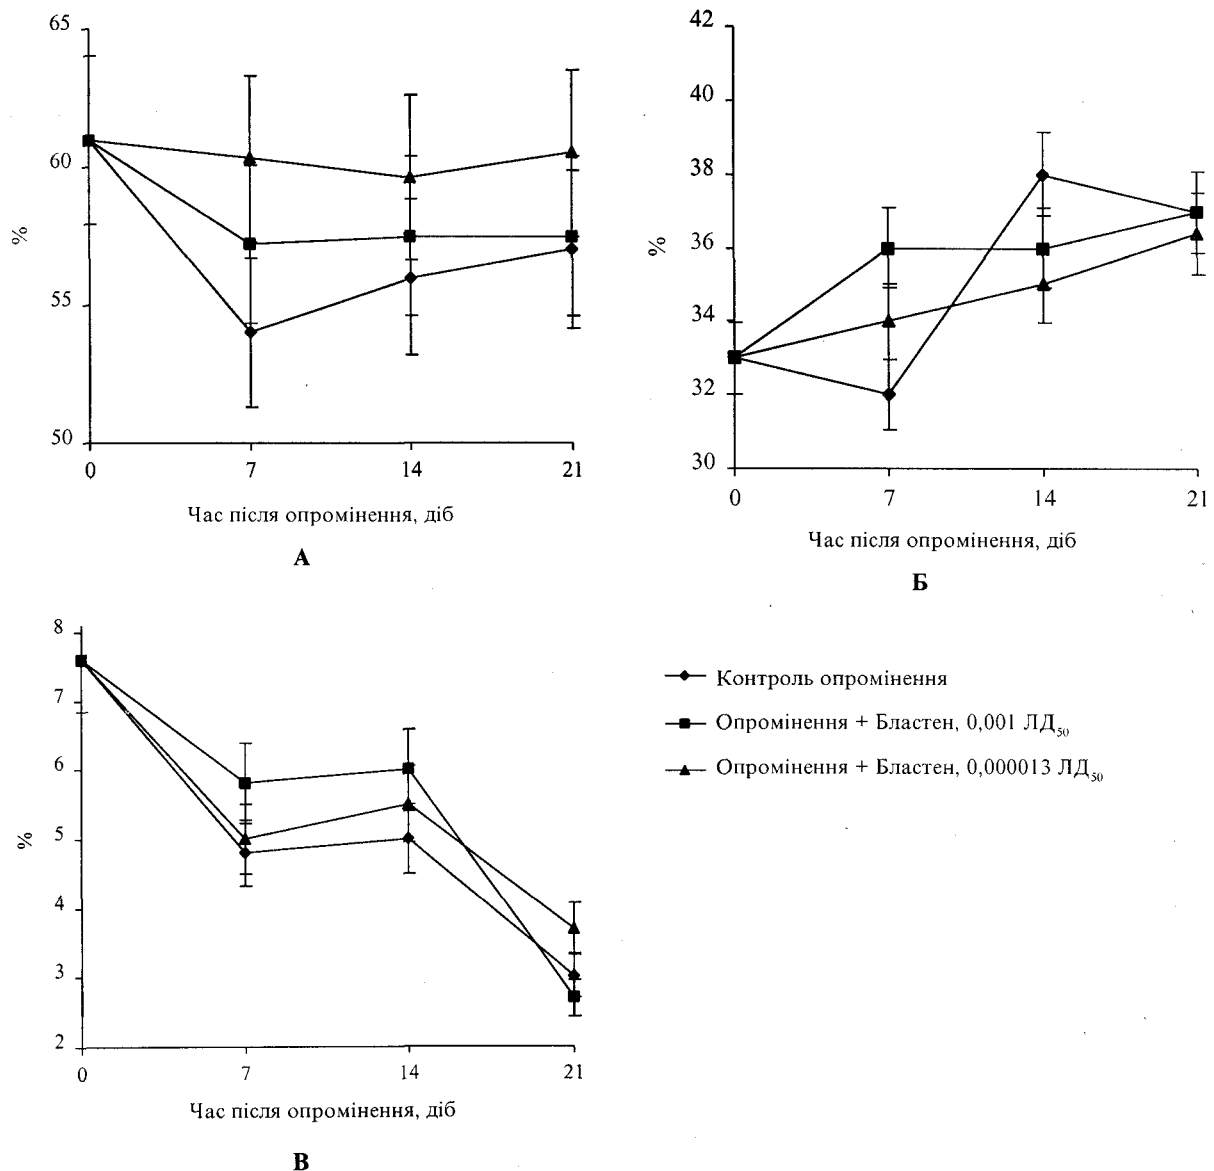 65
60
%
55
50
0 7 14 21
Час після опромінення, діб
А
42
40
38
%
36
34
32
30
0 7 14 21
Час після опромінення, діб
Б
8
7
6
%
5
4
3
2
0 7 14 21
Час після опромінення, діб
В
Контроль опромінення
Опромінення + Бластен, 0,001 ЛД50
Опромінення + Бластен, 0,000013 ЛД50